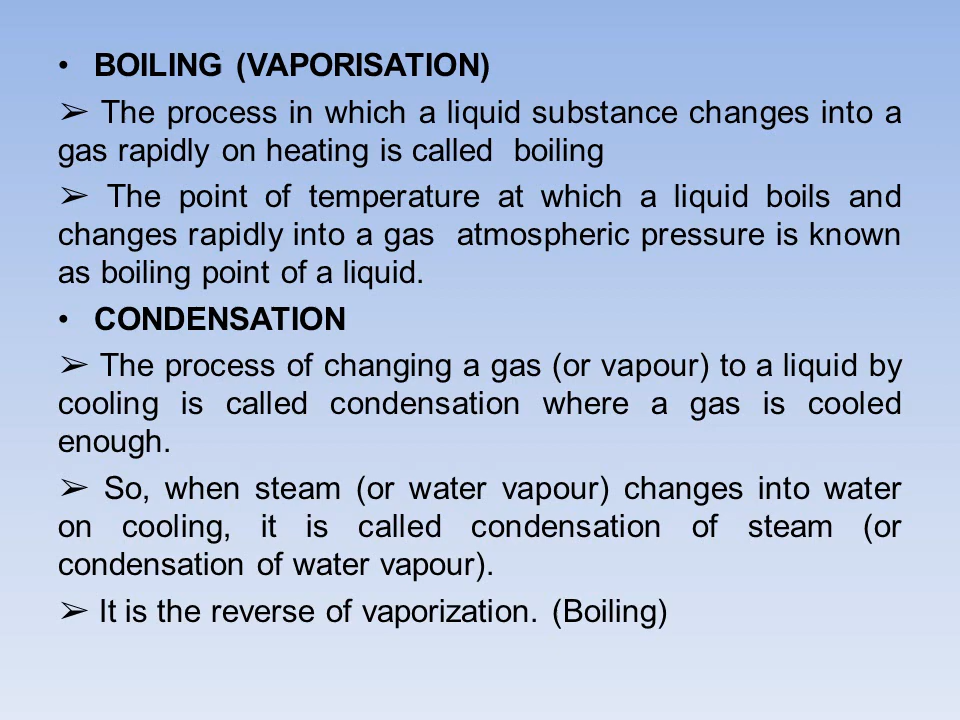 • BOILING (VAPORISATION)
➢ The process in which a liquid substance changes into a
gas rapidly on heating is called  boiling
➢ The point of temperature at which a liquid boils and
changes rapidly into a gas  atmospheric pressure is known
as boiling point of a liquid.
• CONDENSATION
➢ The process of changing a gas (or vapour) to a liquid by
cooling is called condensation where a gas is cooled
enough.
➢ So, when steam (or water vapour) changes into water
on cooling, it is called condensation of steam (or
condensation of water vapour).
➢ It is the reverse of vaporization. (Boiling)